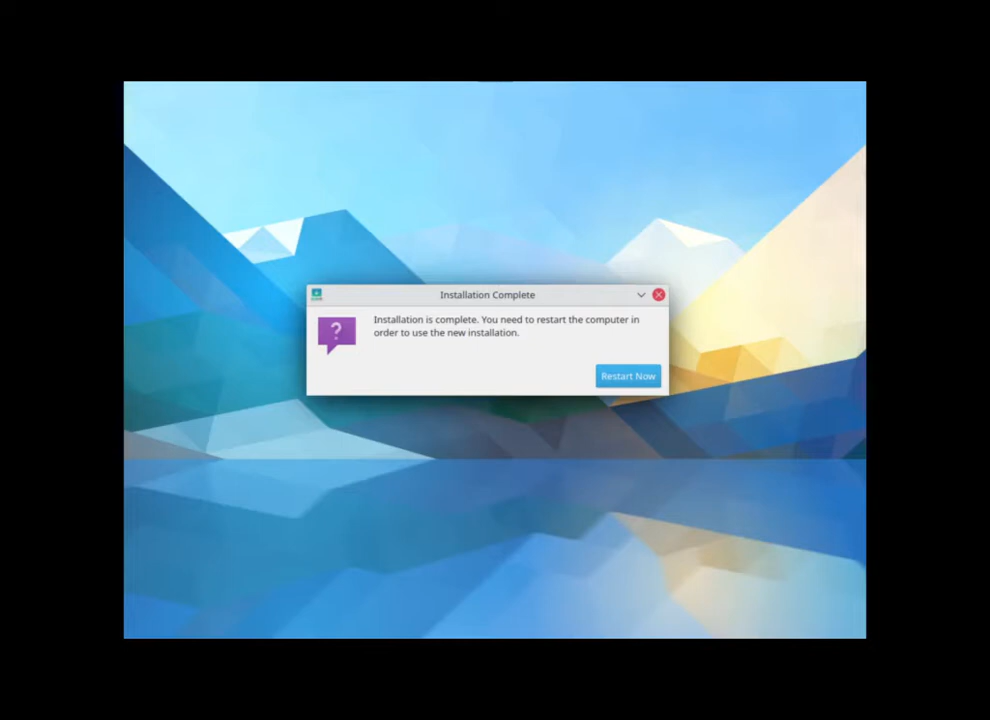 Installation Complete
?
Installation is complete. You need to restart the computer in
order to use the new installation.
Restart Now